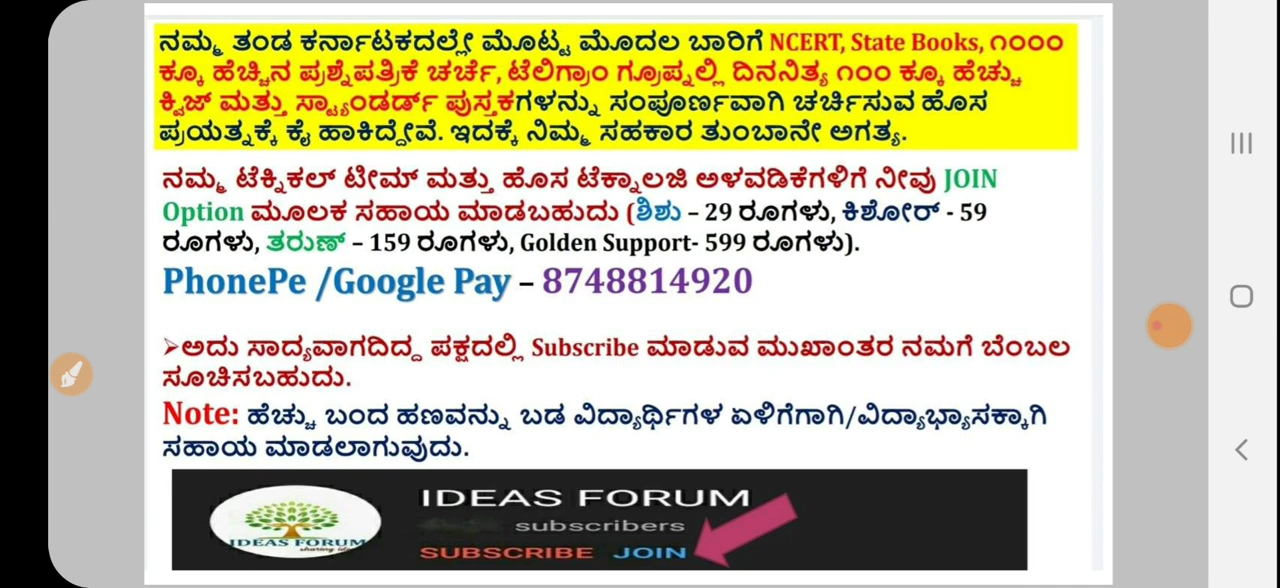 ನಮ್ಮ ತಂಡ ಕರ್ನಾಟಕದಲ್ಲೇ ಮೊಟ್ಟ ಮೊದಲ ಬಾರಿಗೆ NCERT, State Books, ೧೦೦೦
ಕ್ಕೂ ಹೆಚ್ಚಿನ ಪ್ರಶ್ನೆಪತ್ರಿಕೆ ಚರ್ಚೆ, ಟೆಲಿಗ್ರಾಂ ಗ್ರೂಪ್ನಲ್ಲಿ ದಿನನಿತ್ಯ ೧೦೦ ಕ್ಕೂ ಹೆಚ್ಚು
ಕ್ವಿಜ್ ಮತ್ತು ಸ್ಟ್ಯಾಂಡರ್ಡ್ ಪುಸ್ತಕಗಳನ್ನು ಸಂಪೂರ್ಣವಾಗಿ ಚರ್ಚಿಸುವ ಹೊಸ
ಪ್ರಯತ್ನಕ್ಕೆ ಕೈ ಹಾಕಿದ್ದೇವೆ. ಇದಕ್ಕೆ ನಿಮ್ಮ ಸಹಕಾರ ತುಂಬಾನೇ ಅಗತ್ಯ.
ನಮ್ಮ ಟೆಕ್ನಿಕಲ್ ಟೀಮ್ ಮತ್ತು ಹೊಸ ಟೆಕ್ನಾಲಜಿ ಅಳವಡಿಕೆಗಳಿಗೆ ನೀವು JOIN
Option ಮೂಲಕ ಸಹಾಯ ಮಾಡಬಹುದು (ಶಿಶು – 29 ರೂಗಳು, ಕಿಶೋರ್ - 59
ರೂಗಳು, ತರುಣ್ – 159 ರೂಗಳು, Golden Support- 599 ರೂಗಳು).
PhonePe /Google Pay – 8748814920
➢ಅದು ಸಾದ್ಯವಾಗದಿದ್ದ ಪಕ್ಷದಲ್ಲಿ Subscribe ಮಾಡುವ ಮುಖಾಂತರ ನಮಗೆ ಬೆಂಬಲ
ಸೂಚಿಸಬಹುದು.
Note: ಹೆಚ್ಚು ಬಂದ ಹಣವನ್ನು ಬಡ ವಿದ್ಯಾರ್ಥಿಗಳ ಏಳಿಗೆಗಾಗಿ/ವಿದ್ಯಾಭ್ಯಾಸಕ್ಕಾಗಿ
ಸಹಾಯ ಮಾಡಲಾಗುವುದು.
IDEAS FORUM
subscribers
SUBSCRIBE JOIN
IDEAS FORUM
sharing